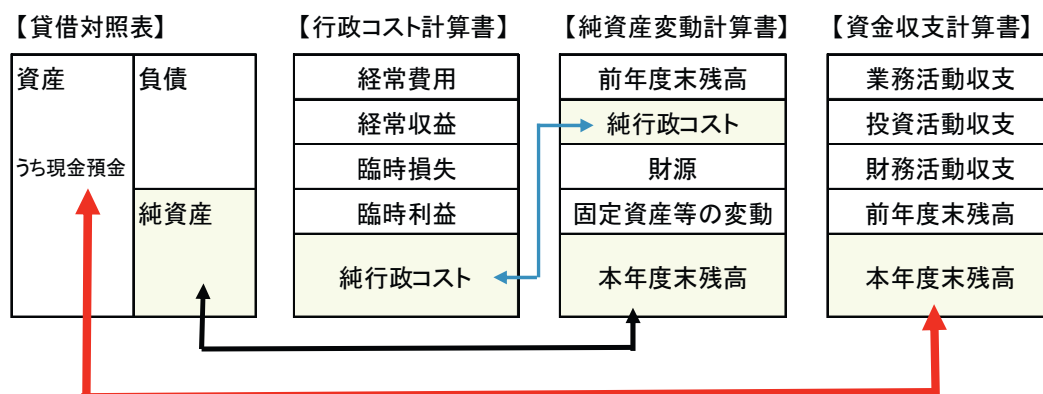 【貸借対照表】
資産
負債
うち現金預金
純資産
【行政コスト計算書】
経常費用
経常収益
臨時損失
臨時利益
純行政コスト
【純資産変動計算書】
前年度末残高
純行政コスト
財源
固定資産等の変動
本年度末残高
【資金収支計算書】
業務活動収支
投資活動収支
財務活動収支
前年度末残高
本年度末残高